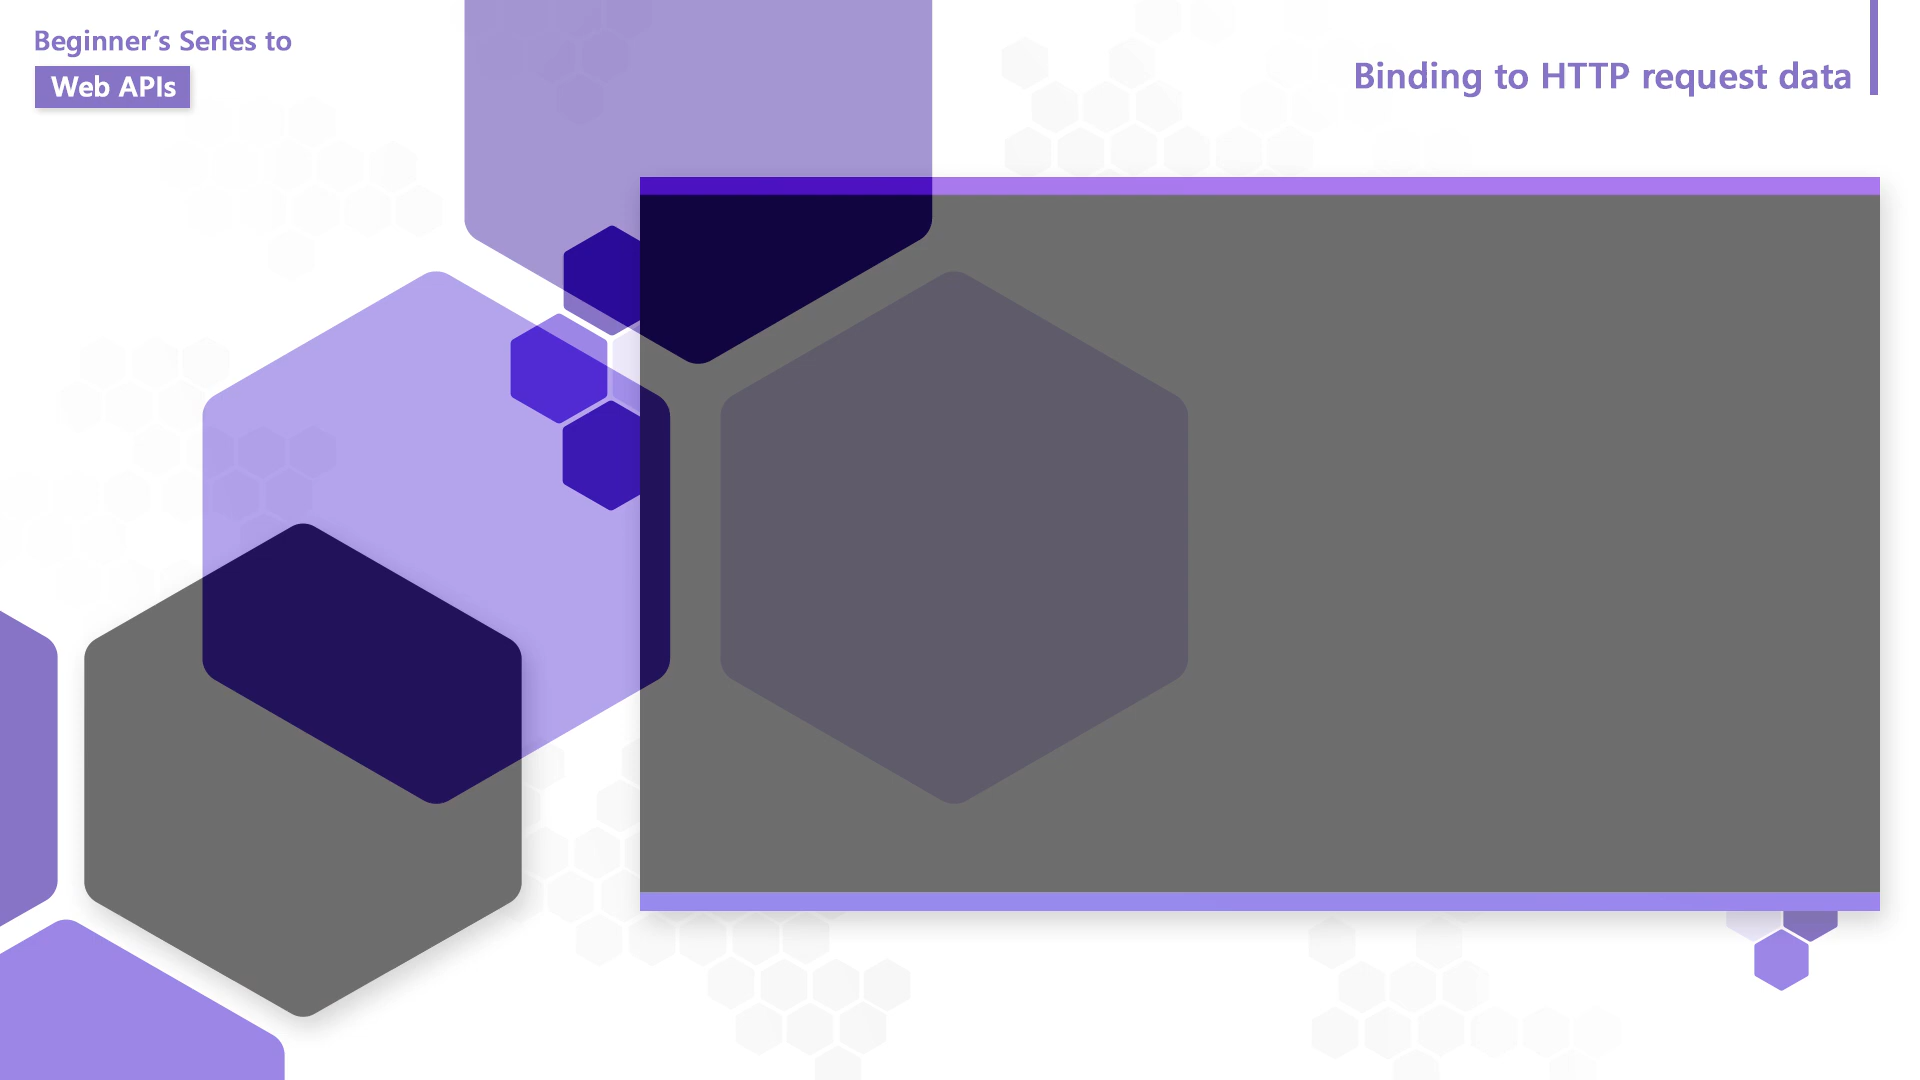 Beginner’s Series to
Web APIs
Binding to HTTP request data